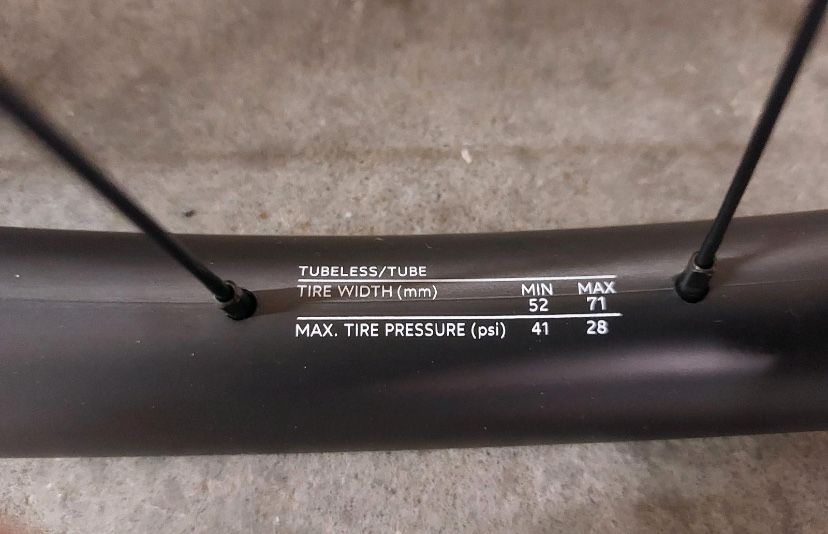 TUBELESS/TUBE
TIRE WIDTH (mm) MIN MAX
52 71
MAX. TIRE PRESSURE (psi) 41 28